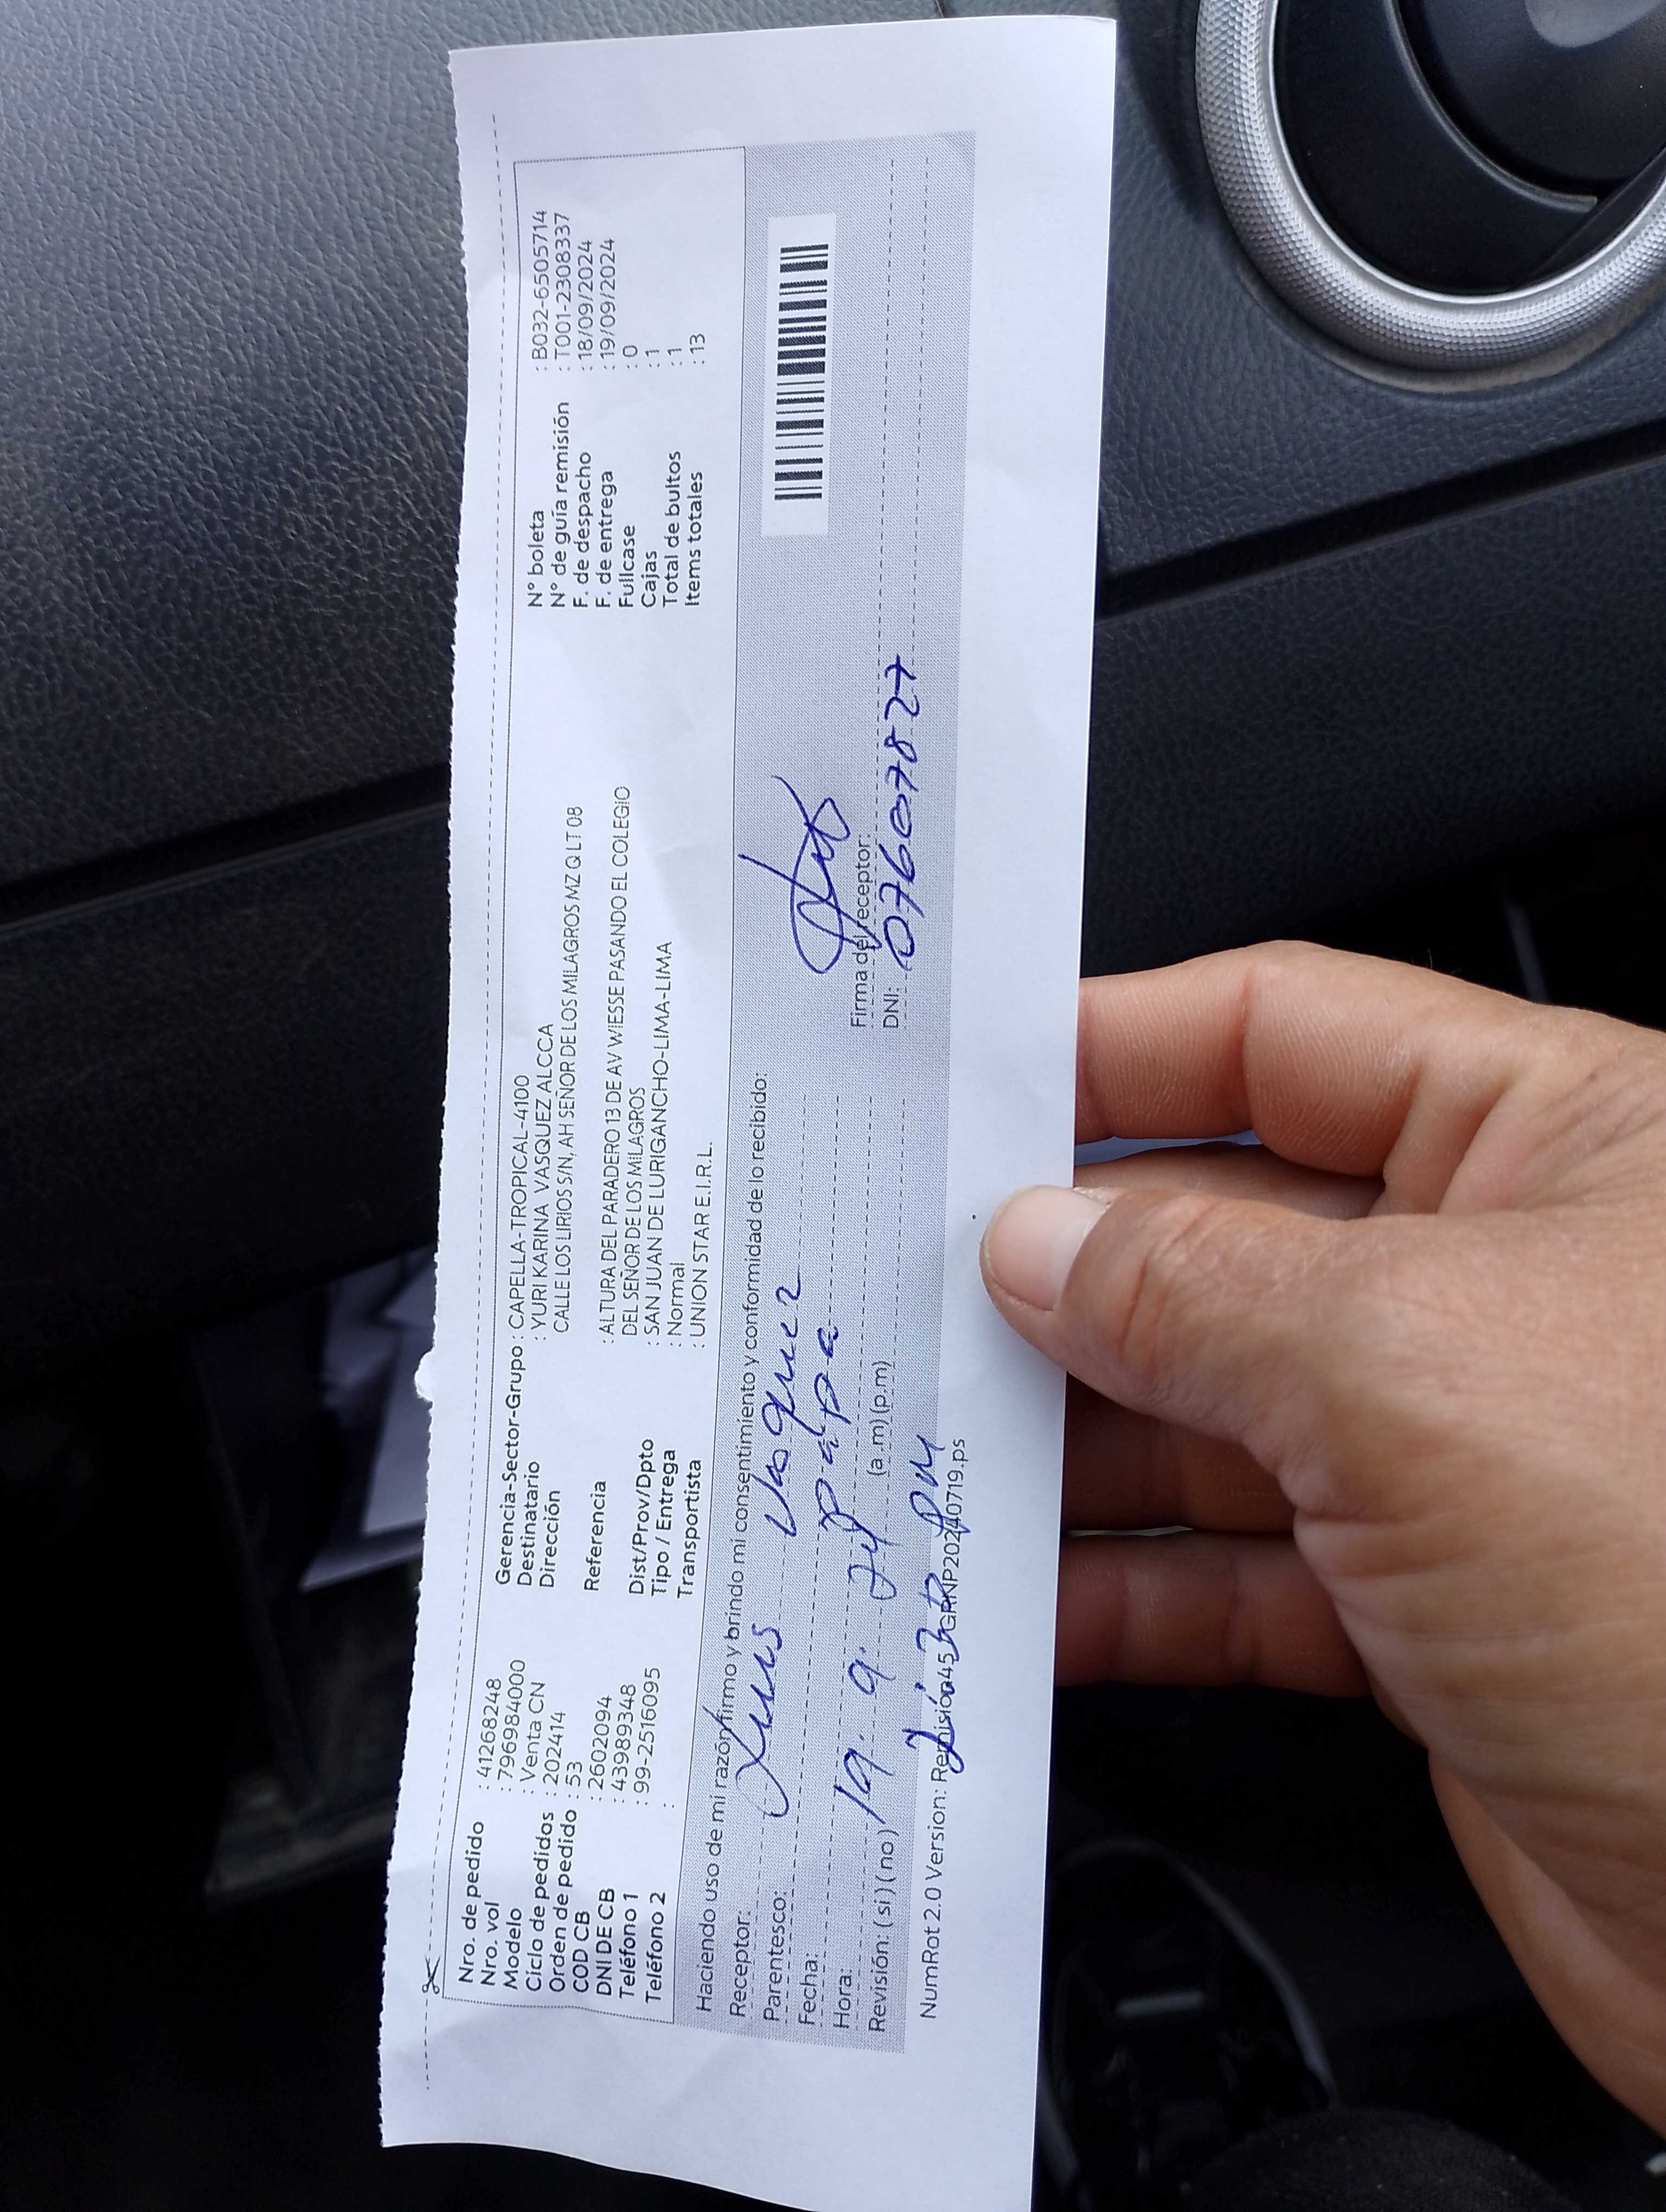 Nro. de pedido : 41268248
Nro. vol : 796984000
Modelo : Venta CN
Ciclo de pedidos : 202414
Orden de pedido : 53
COD CB : 2602094
DNI DE CB : 43989348
Teléfono 1 : 99-2516095
Teléfono 2 :
Gerencia-Sector-Grupo : CAPELLA-TROPICAL-4100
Destinatario : YURI KARINA VASQUEZ ALCCA
Dirección CALLE LOS LIRIOS S/N, AH SEÑOR DE LOS MILAGROS MZ Q LT 08
Referencia : ALTURA DEL PARADERO 13 DE AV WIESSE PASANDO EL COLEGIO
DEL SEÑOR DE LOS MILAGROS
Dist/Prov/Dpto : SAN JUAN DE LURIGANCHO-LIMA-LIMA
Tipo / Entrega : Normal
Transportista : UNION STAR E.I.R.L.
N° boleta : B032-6505714
N° de guía remisión : T001-2308337
F. de despacho : 18/09/2024
F. de entrega : 19/09/2024
Fullcase : 0
Cajas : 1
Total de bultos : 1
Items totales : 13
Haciendo uso de mi razón firmo y brindo mi consentimiento y conformidad de lo recibido:
Receptor: Luis Vasquez
Parentesco: papa
Fecha: 19. 9. 24
Hora: (a.m) (p.m)
Revisión: ( si ) ( no )
pm
Firma del receptor:
DNI: 07607827
NumRot 2.0 Version: Remisión45 GRNP20240719.ps